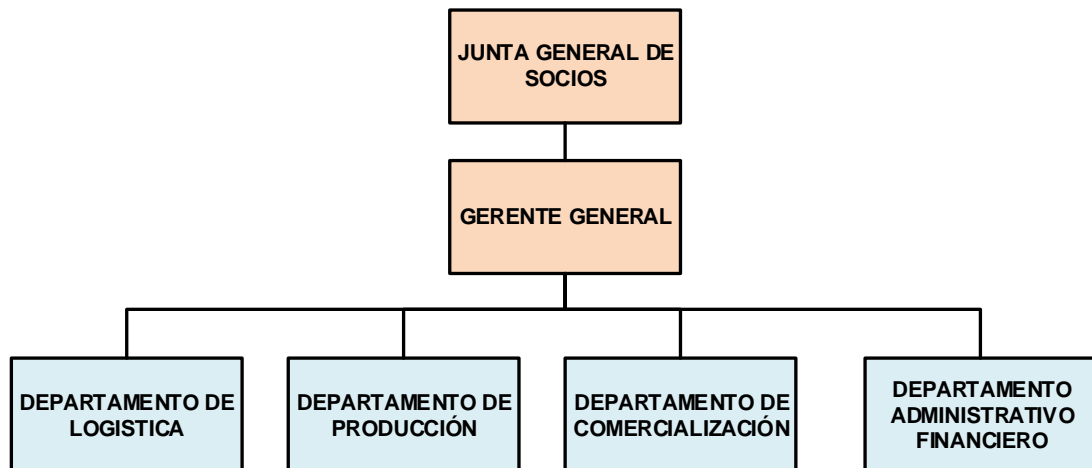 JUNTA GENERAL DE
SOCIOS
GERENTE GENERAL
DEPARTAMENTO DE
LOGISTICA
DEPARTAMENTO DE
PRODUCCIÓN
DEPARTAMENTO DE
COMERCIALIZACIÓN
DEPARTAMENTO
ADMINISTRATIVO
FINANCIERO